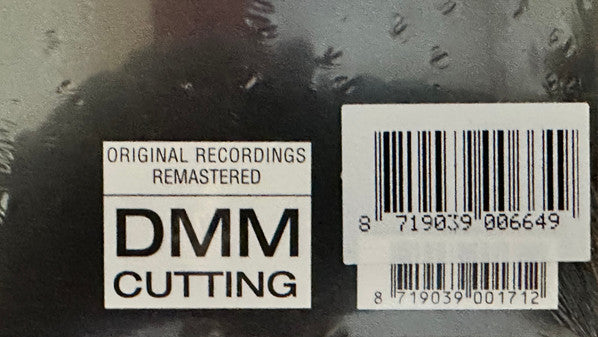 ORIGINAL RECORDINGS
REMASTERED
DMM
CUTTING
8 719039 006649
8 719039 001712